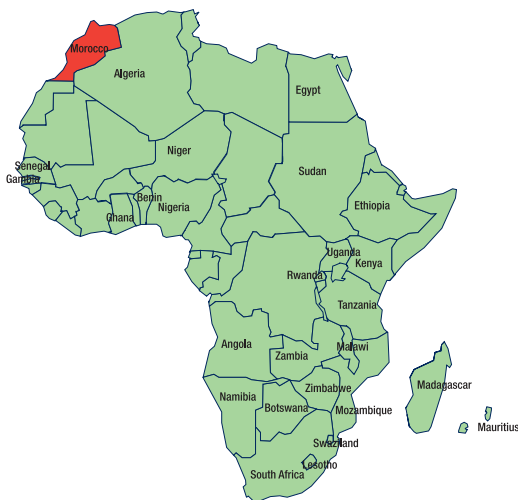 Morocco
Algeria
Egypt
Niger
Senegal
Sudan
Gambia
Benin
Ethiopia
Nigeria
Ghana
Uganda
Kenya
Rwanda
Tanzania
Angola
Malawi
Zambia
Madagascar
Zimbabwe
Namibia
Botswana
Mozambique
Mauritius
Swaziland
Lesotho
South Africa